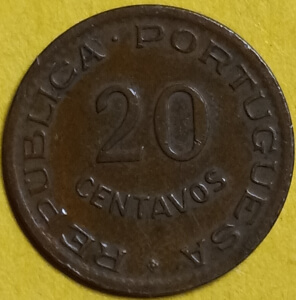 REPUBLICA · PORTUGUESA
20
CENTAVOS